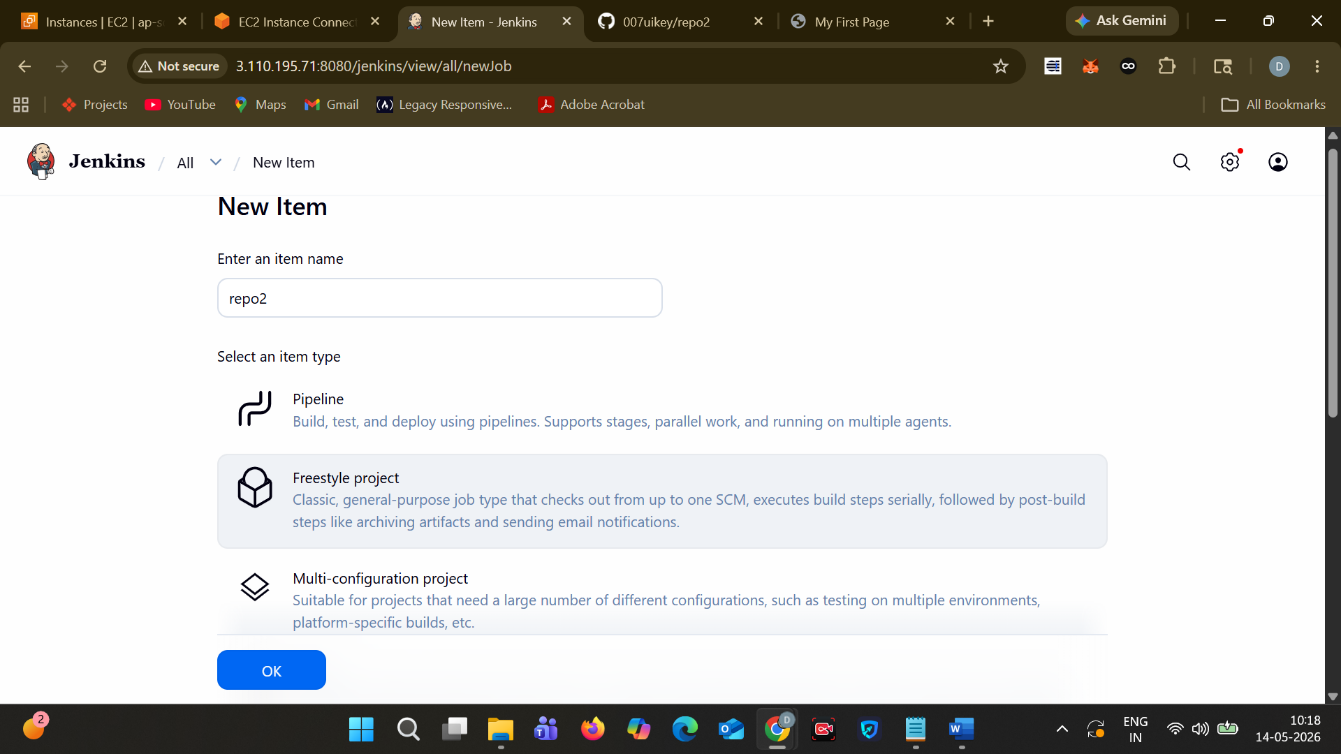 Instances | EC2 | ap-s
EC2 Instance Connect
New Item - Jenkins
007uikey/repo2
My First Page
Ask Gemini
Not secure
3.110.195.71:8080/jenkins/view/all/newJob
D
Projects
YouTube
Maps
Gmail
Legacy Responsive...
Adobe Acrobat
All Bookmarks
Jenkins / All / New Item
New Item
Enter an item name
repo2
Select an item type
Pipeline
Build, test, and deploy using pipelines. Supports stages, parallel work, and running on multiple agents.
Freestyle project
Classic, general-purpose job type that checks out from up to one SCM, executes build steps serially, followed by post-build
steps like archiving artifacts and sending email notifications.
Multi-configuration project
Suitable for projects that need a large number of different configurations, such as testing on multiple environments,
platform-specific builds, etc.
OK
2
D
ENG
IN
10:18
14-05-2026